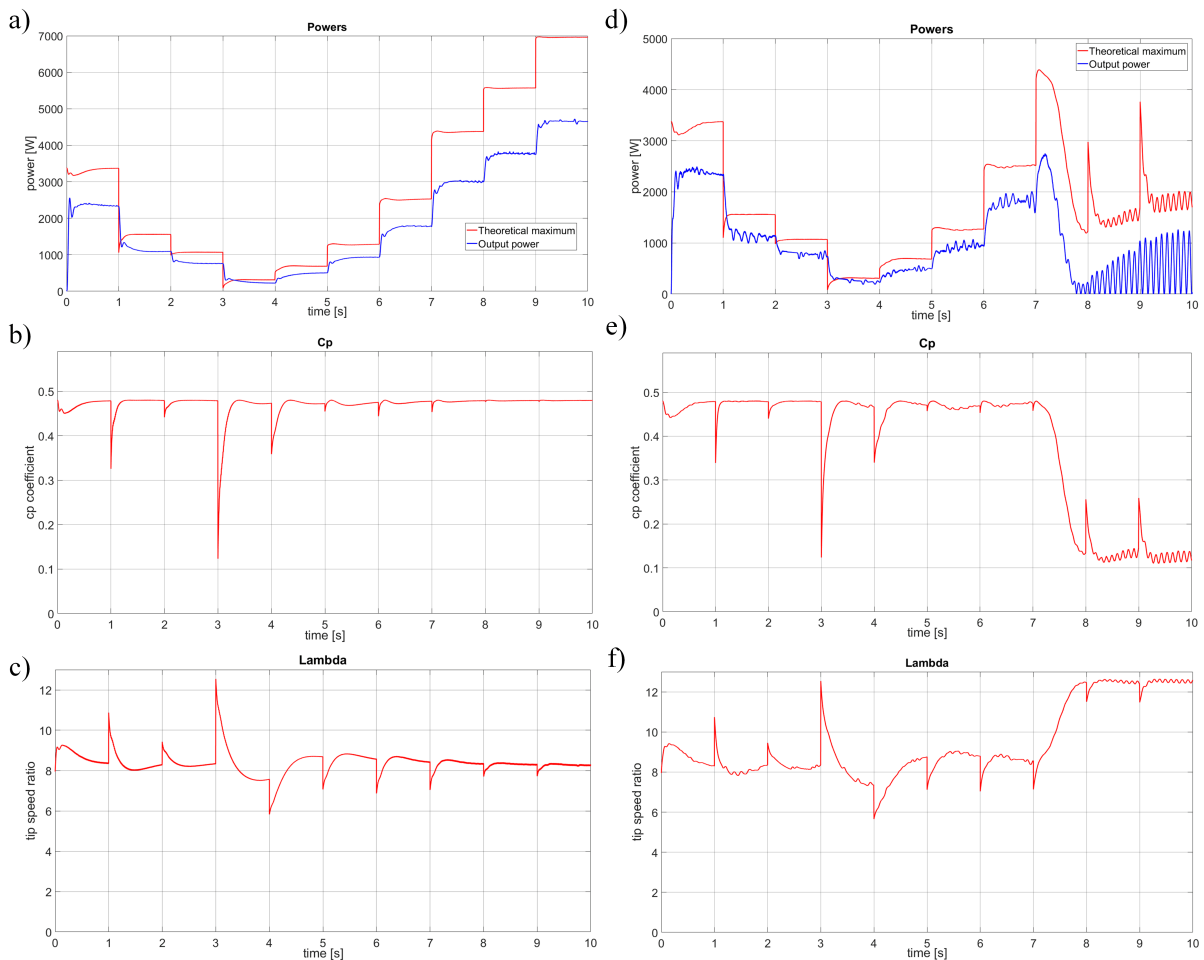 a)
Powers
7000
6000
5000
4000
3000
2000
1000
0
power [W]
Theoretical maximum
Output power
0 1 2 3 4 5 6 7 8 9 10
time [s]
b)
Cp
0.5
0.4
0.3
0.2
0.1
0
cp coefficient
0 1 2 3 4 5 6 7 8 9 10
time [s]
c)
Lambda
12
10
8
6
4
2
0
tip speed ratio
0 1 2 3 4 5 6 7 8 9 10
time [s]
d)
Powers
5000
4000
3000
2000
1000
0
power [W]
Theoretical maximum
Output power
0 1 2 3 4 5 6 7 8 9 10
time [s]
e)
Cp
0.5
0.4
0.3
0.2
0.1
0
cp coefficient
0 1 2 3 4 5 6 7 8 9 10
time [s]
f)
Lambda
12
10
8
6
4
2
0
tip speed ratio
0 1 2 3 4 5 6 7 8 9 10
time [s]